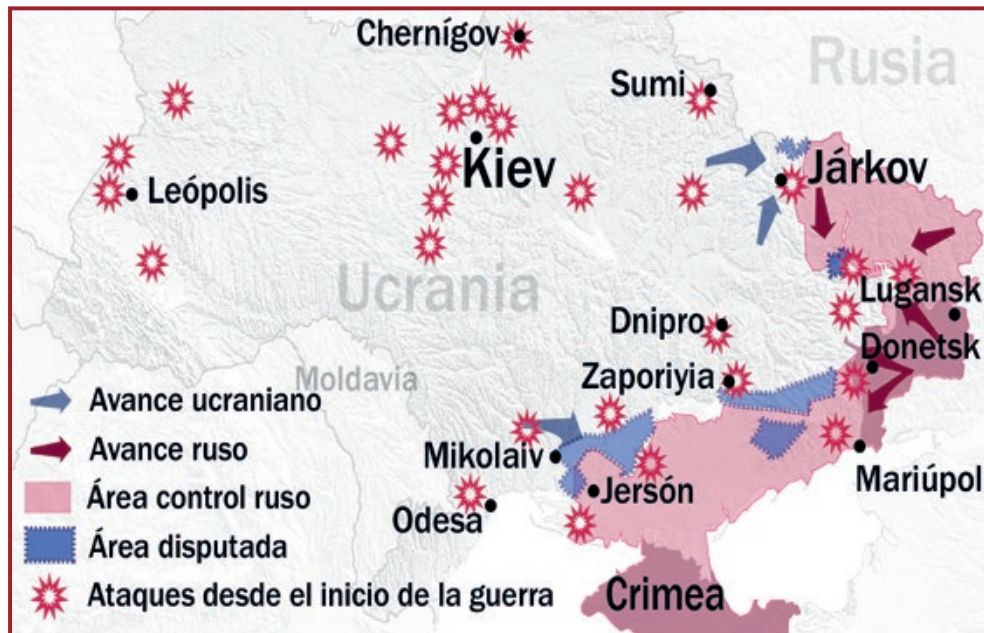 Chernígov
Sumi
Rusia
Kiev
Járkov
Leópolis
Ucrania
Lugansk
Dnipro
Donetsk
Moldavia
Zaporiyia
Avance ucraniano
Avance ruso
Mikolaiv
Mariúpol
Área control ruso
Jersón
Odesa
Área disputada
Crimea
Ataques desde el inicio de la guerra